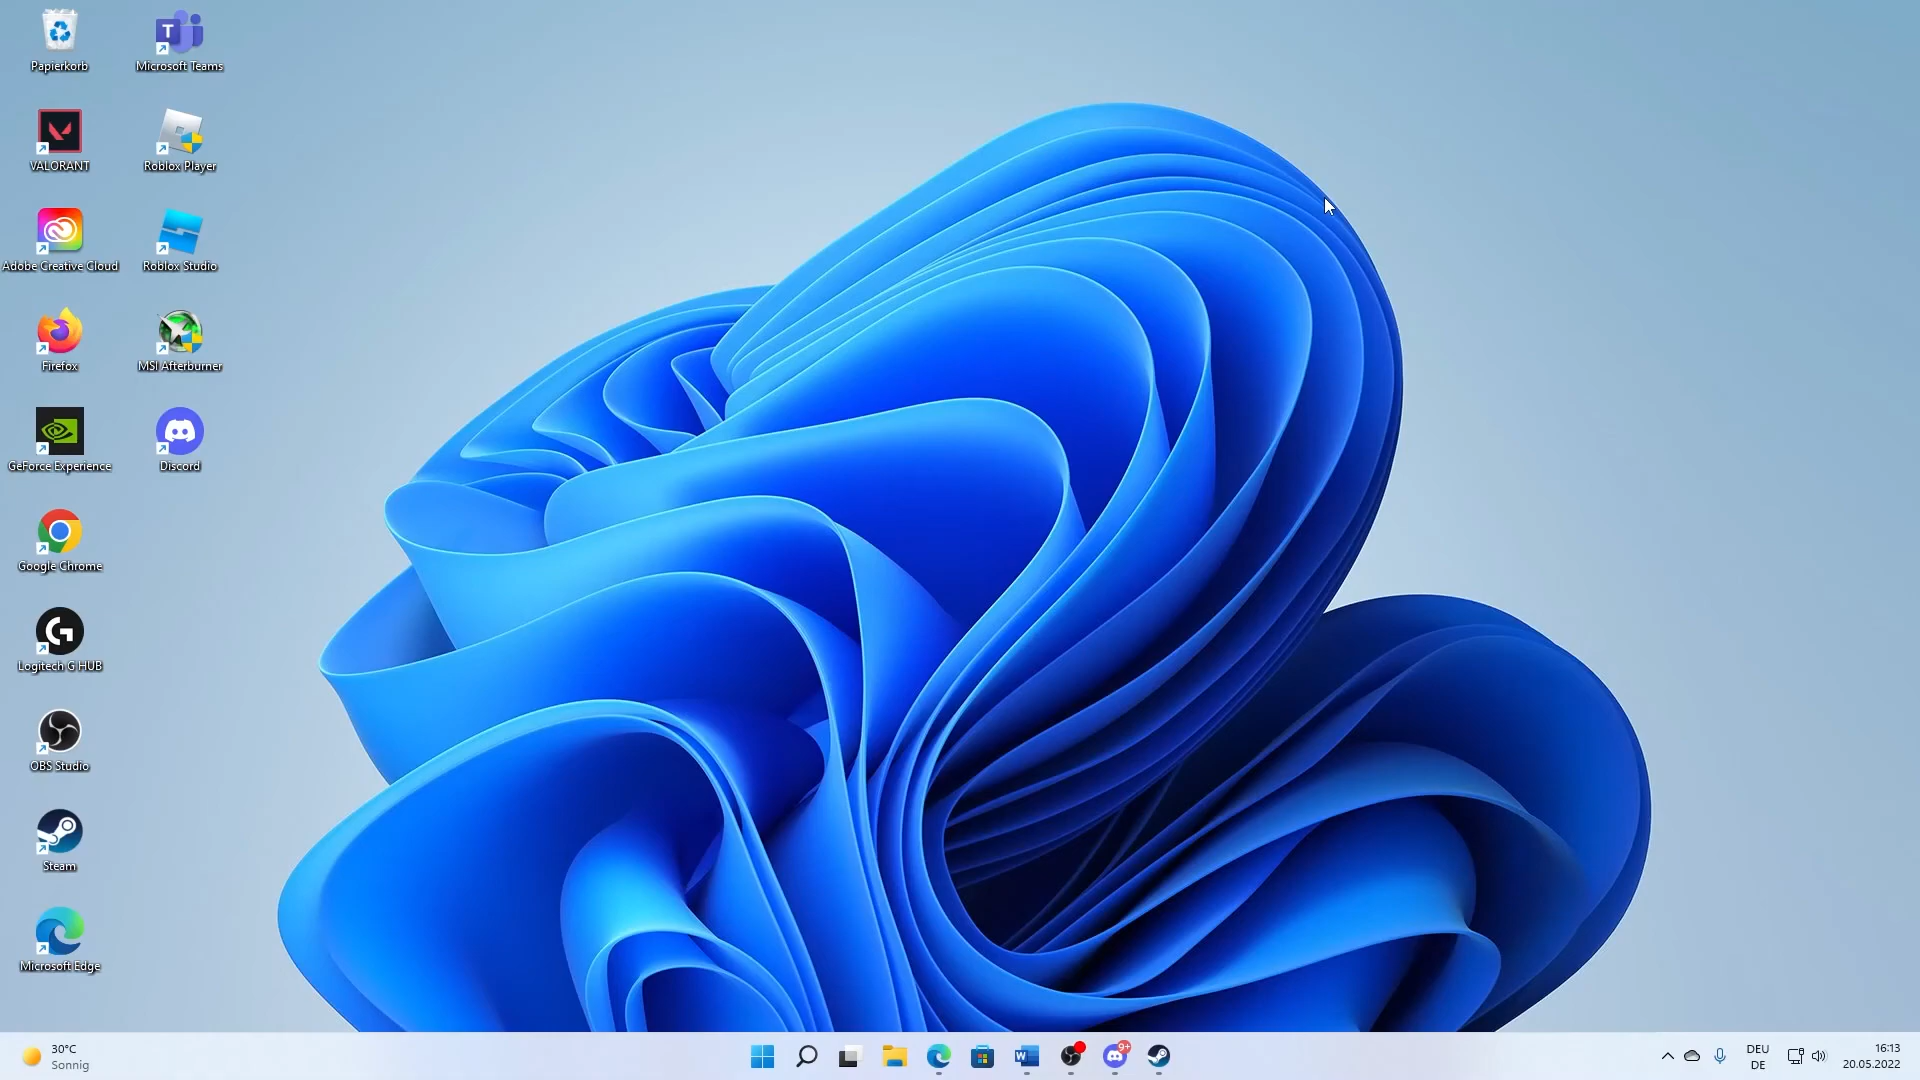 Papierkorb
Microsoft Teams
VALORANT
Roblox Player
Adobe Creative Cloud
Roblox Studio
Firefox
MSI Afterburner
GeForce Experience
Discord
Google Chrome
Logitech G HUB
OBS Studio
Steam
Microsoft Edge
30°C
Sonnig
9+
DEU
DE
16:13
20.05.2022